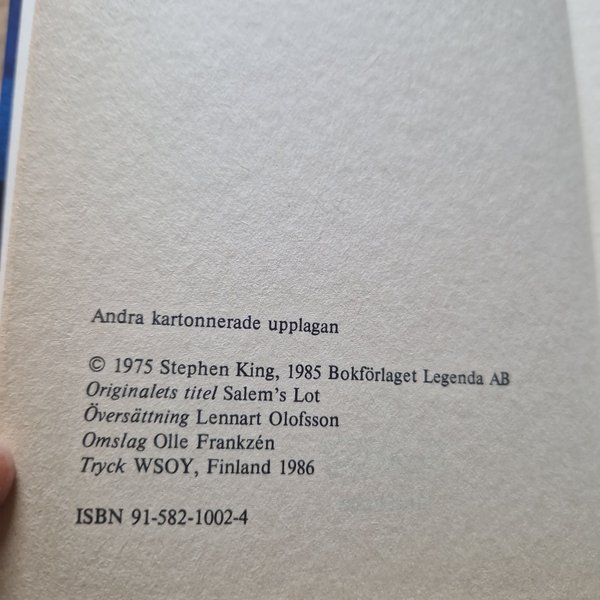 Andra kartonnerade upplagan
© 1975 Stephen King, 1985 Bokförlaget Legenda AB
Originalets titel Salem's Lot
Översättning Lennart Olofsson
Omslag Olle Frankzén
Tryck WSOY, Finland 1986
ISBN 91-582-1002-4